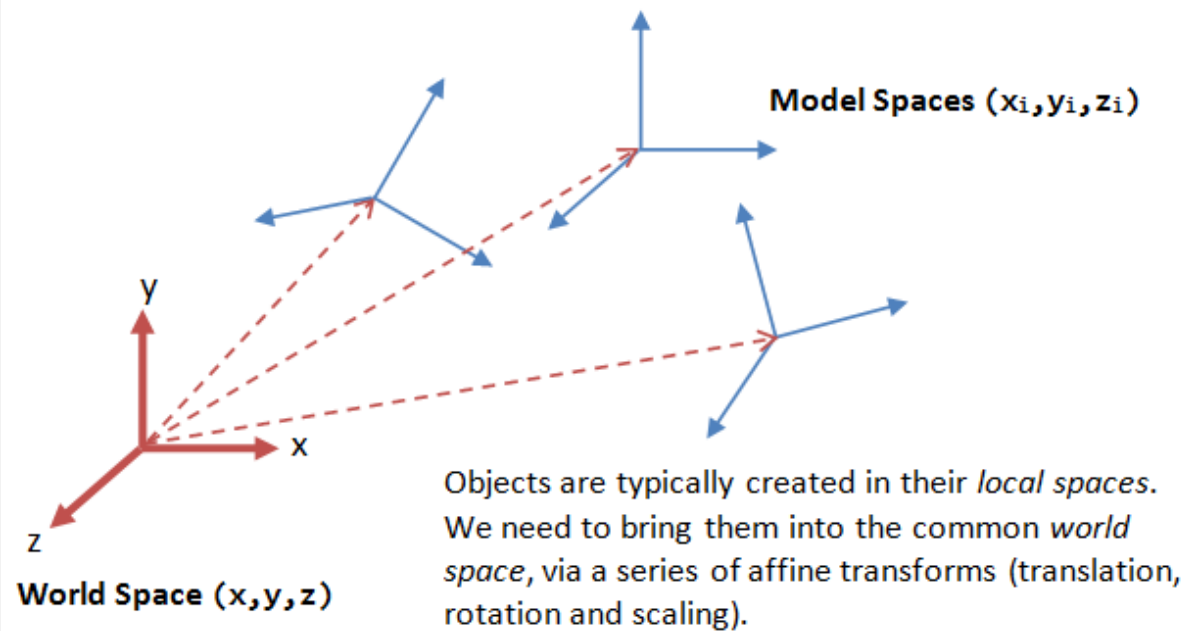 Model Spaces (xi,yi,zi)
y
x
z
World Space (x,y,z)
Objects are typically created in their local spaces.
We need to bring them into the common world
space, via a series of affine transforms (translation,
rotation and scaling).